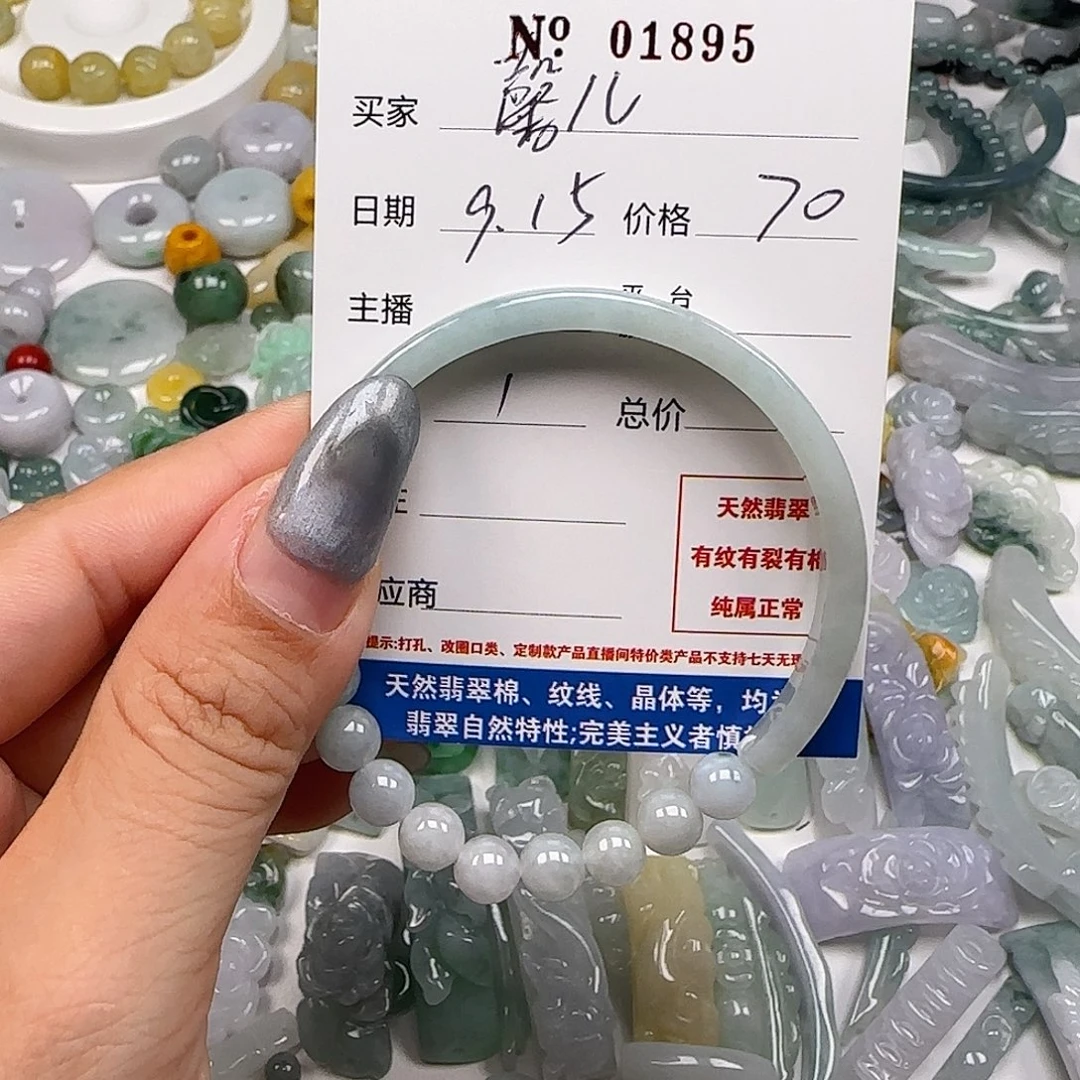 No. 01895
买家 馨儿
日期 9.15 价格 70
主播 平台
1 总价
应商
天然翡翠
有纹有裂有棉
纯属正常
提示:打孔、改圈口类、定制款产品直播间特价类产品不支持七天无理
天然翡翠棉、纹线、晶体等，均为
翡翠自然特性;完美主义者慎